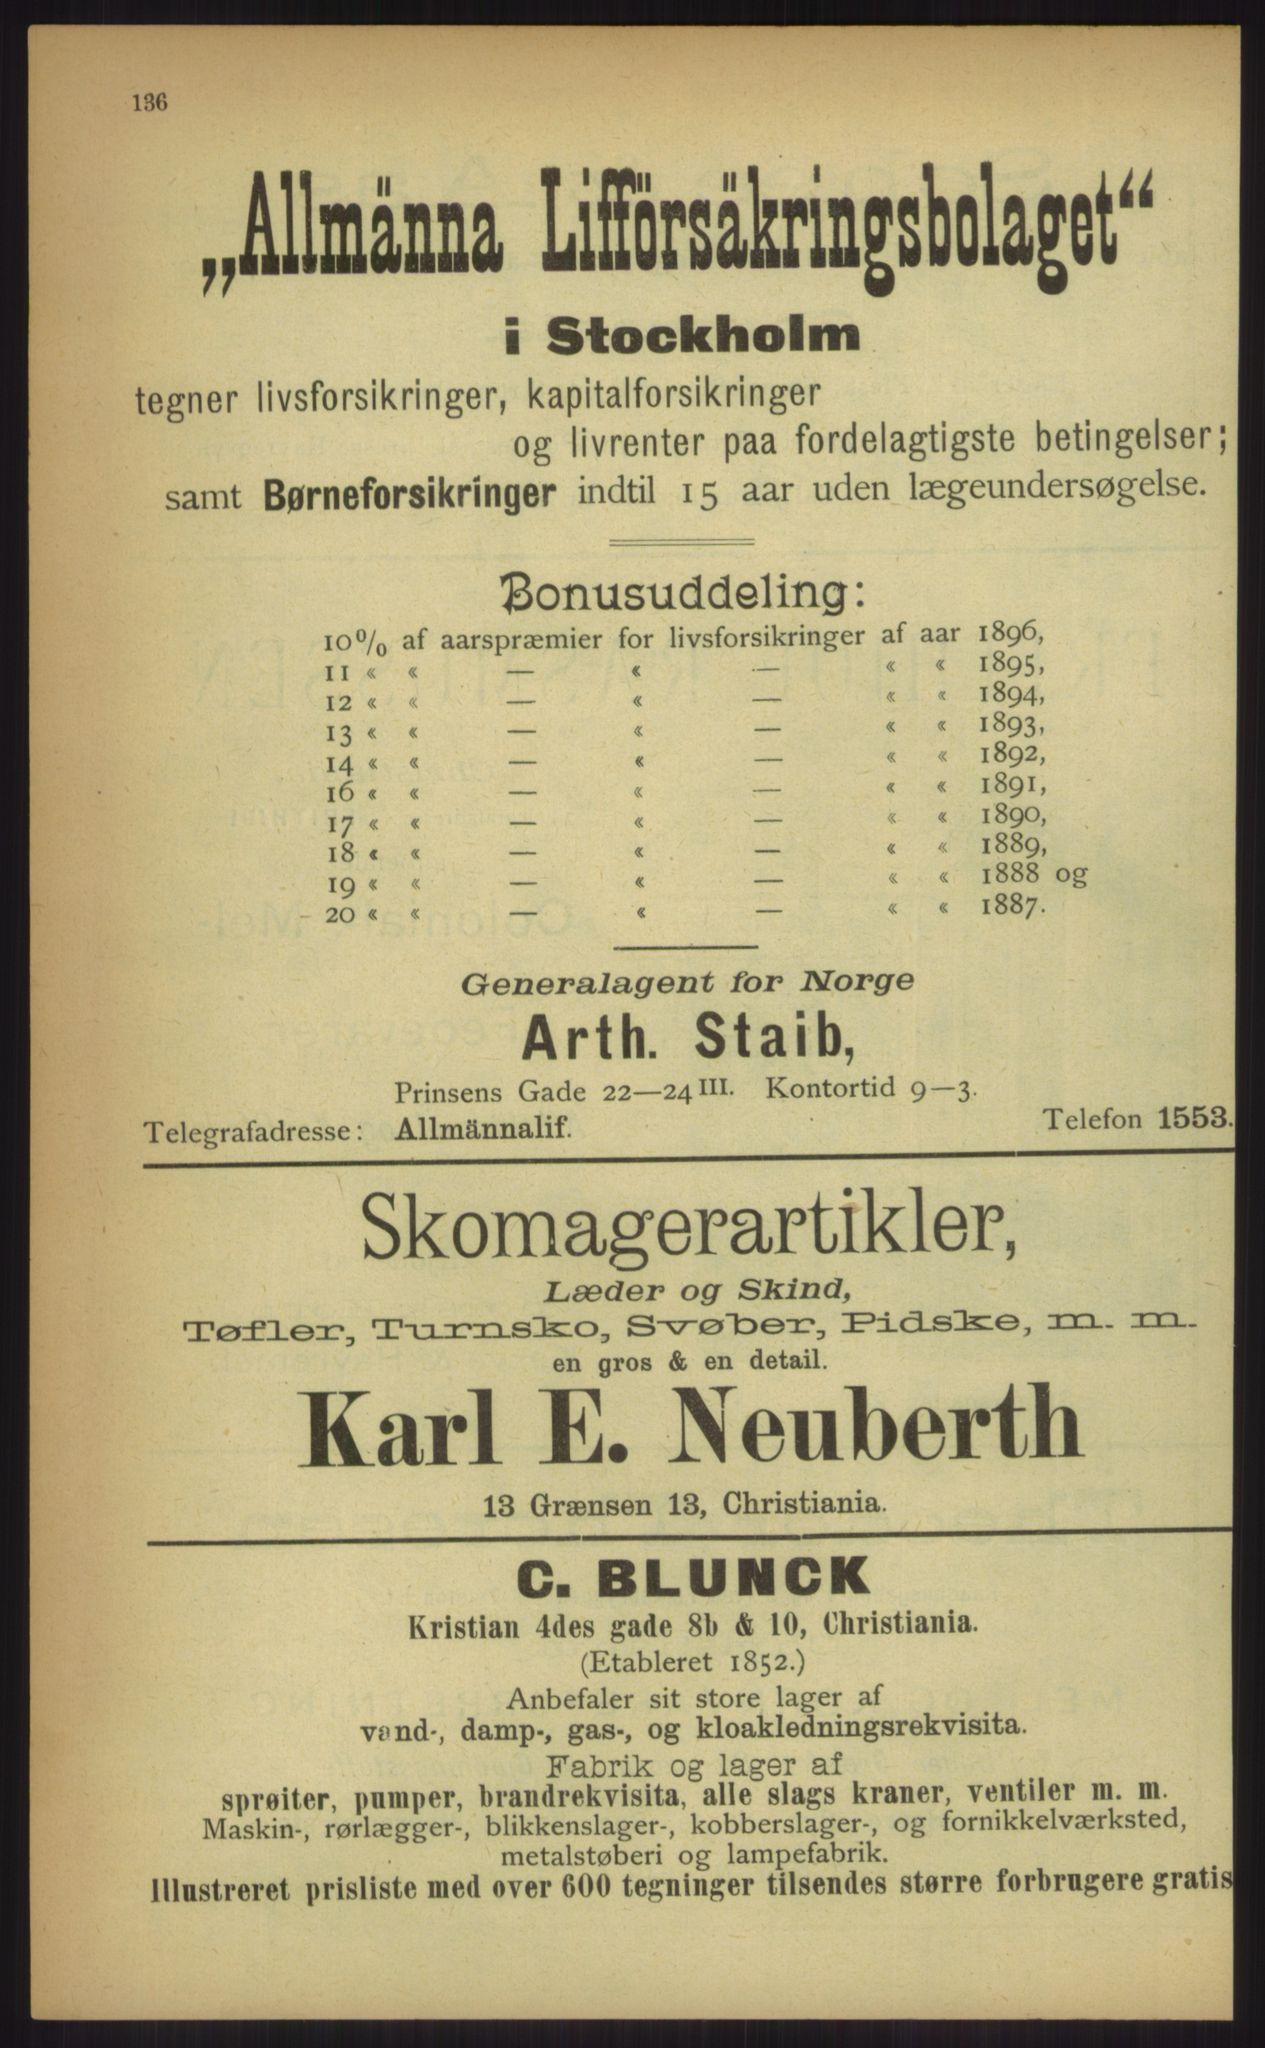 136
„Allmänna Lifförsäkringsbolaget“
i Stockholm
tegner livsforsikringer, kapitalforsikringer
og livrenter paa fordelagtigste betingelser;
samt Børneforsikringer indtil 15 aar uden lægeundersøgelse.
Bonusuddeling:
10% af aarspræmier for livsforsikringer af aar 1896,
11 « « — « — « « 1895,
12 « « — « — « « 1894,
13 « « — « — « « 1893,
14 « « — « — « « 1892,
16 « « — « — « « 1891,
17 « « — « — « « 1890,
18 « « — « — « « 1889,
19 « « — « — « « 1888 og
20 « « — « — « « 1887.
Generalagent for Norge
Arth. Staib,
Prinsens Gade 22—24 III. Kontortid 9—3.
Telegrafadresse: Allmännalif. Telefon 1553.
Skomagerartikler,
Læder og Skind,
Tøfler, Turnsko, Svøber, Pidske, m. m.
en gros & en detail.
Karl E. Neuberth
13 Grænsen 13, Christiania.
C. BLUNCK
Kristian 4des gade 8b & 10, Christiania.
(Etableret 1852.)
Anbefaler sit store lager af
vand-, damp-, gas-, og kloakledningsrekvisita.
Fabrik og lager af
sprøiter, pumper, brandrekvisita, alle slags kraner, ventiler m. m.
Maskin-, rørlægger-, blikkenslager-, kobberslager-, og fornikkelværksted,
metalstøberi og lampefabrik.
Illustreret prisliste med over 600 tegninger tilsendes større forbrugere gratis